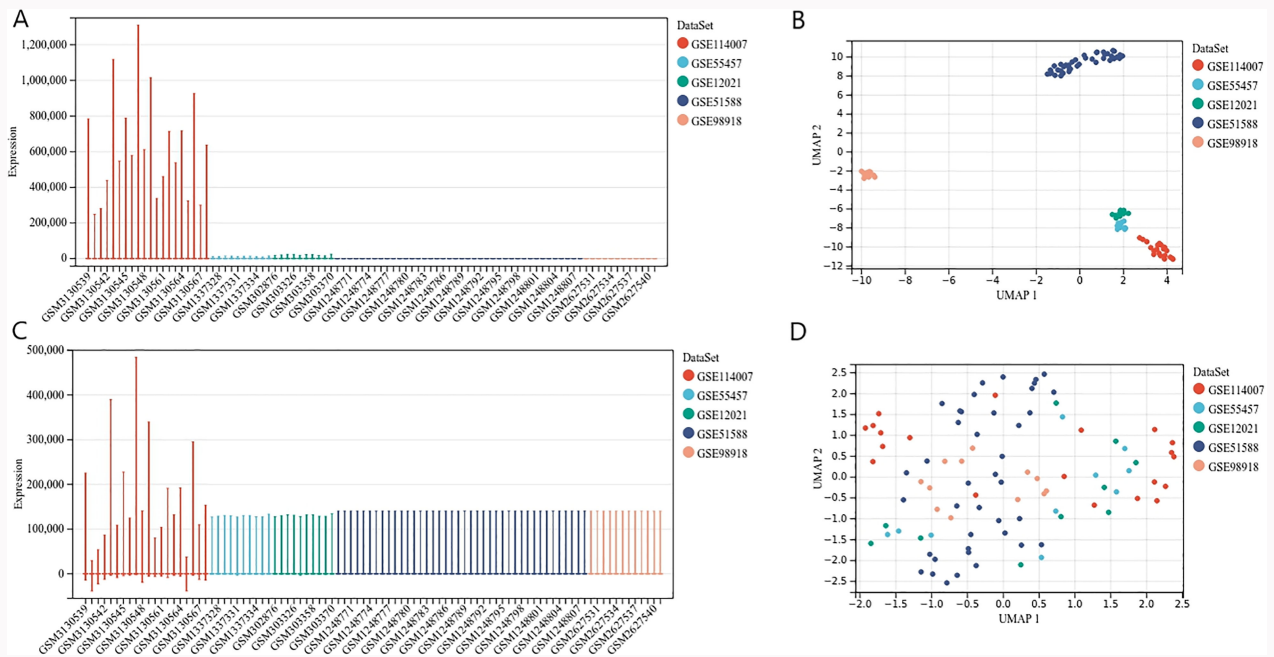 A
DataSet
GSE114007
GSE55457
GSE12021
GSE51588
GSE98918
Expression
1,200,000
1,000,000
800,000
600,000
400,000
200,000
0
GSM3130539
GSM3130542
GSM3130545
GSM3130548
GSM3130561
GSM3130564
GSM3130567
GSM1337328
GSM1337331
GSM1337334
GSM302876
GSM303326
GSM303358
GSM303370
GSM1248771
GSM1248774
GSM1248777
GSM1248780
GSM1248783
GSM1248786
GSM1248789
GSM1248792
GSM1248795
GSM1248798
GSM1248801
GSM1248804
GSM1248807
GSM2627531
GSM2627534
GSM2627537
GSM2627540
B
DataSet
GSE114007
GSE55457
GSE12021
GSE51588
GSE98918
UMAP 2
10
8
6
4
2
0
−2
−4
−6
−8
−10
−12
−10 −8 −6 −4 −2 0 2 4
UMAP 1
C
DataSet
GSE114007
GSE55457
GSE12021
GSE51588
GSE98918
Expression
500,000
400,000
300,000
200,000
100,000
0
GSM3130539
GSM3130542
GSM3130545
GSM3130548
GSM3130561
GSM3130564
GSM3130567
GSM1337328
GSM1337331
GSM1337334
GSM302876
GSM303326
GSM303358
GSM303370
GSM1248771
GSM1248774
GSM1248777
GSM1248780
GSM1248783
GSM1248786
GSM1248789
GSM1248792
GSM1248795
GSM1248798
GSM1248801
GSM1248804
GSM1248807
GSM2627531
GSM2627534
GSM2627537
GSM2627540
D
DataSet
GSE114007
GSE55457
GSE12021
GSE51588
GSE98918
UMAP 2
2.5
2.0
1.5
1.0
0.5
0.0
−0.5
−1.0
−1.5
−2.0
−2.5
−2.0 −1.5 −1.0 −0.5 0.0 0.5 1.0 1.5 2.0 2.5
UMAP 1